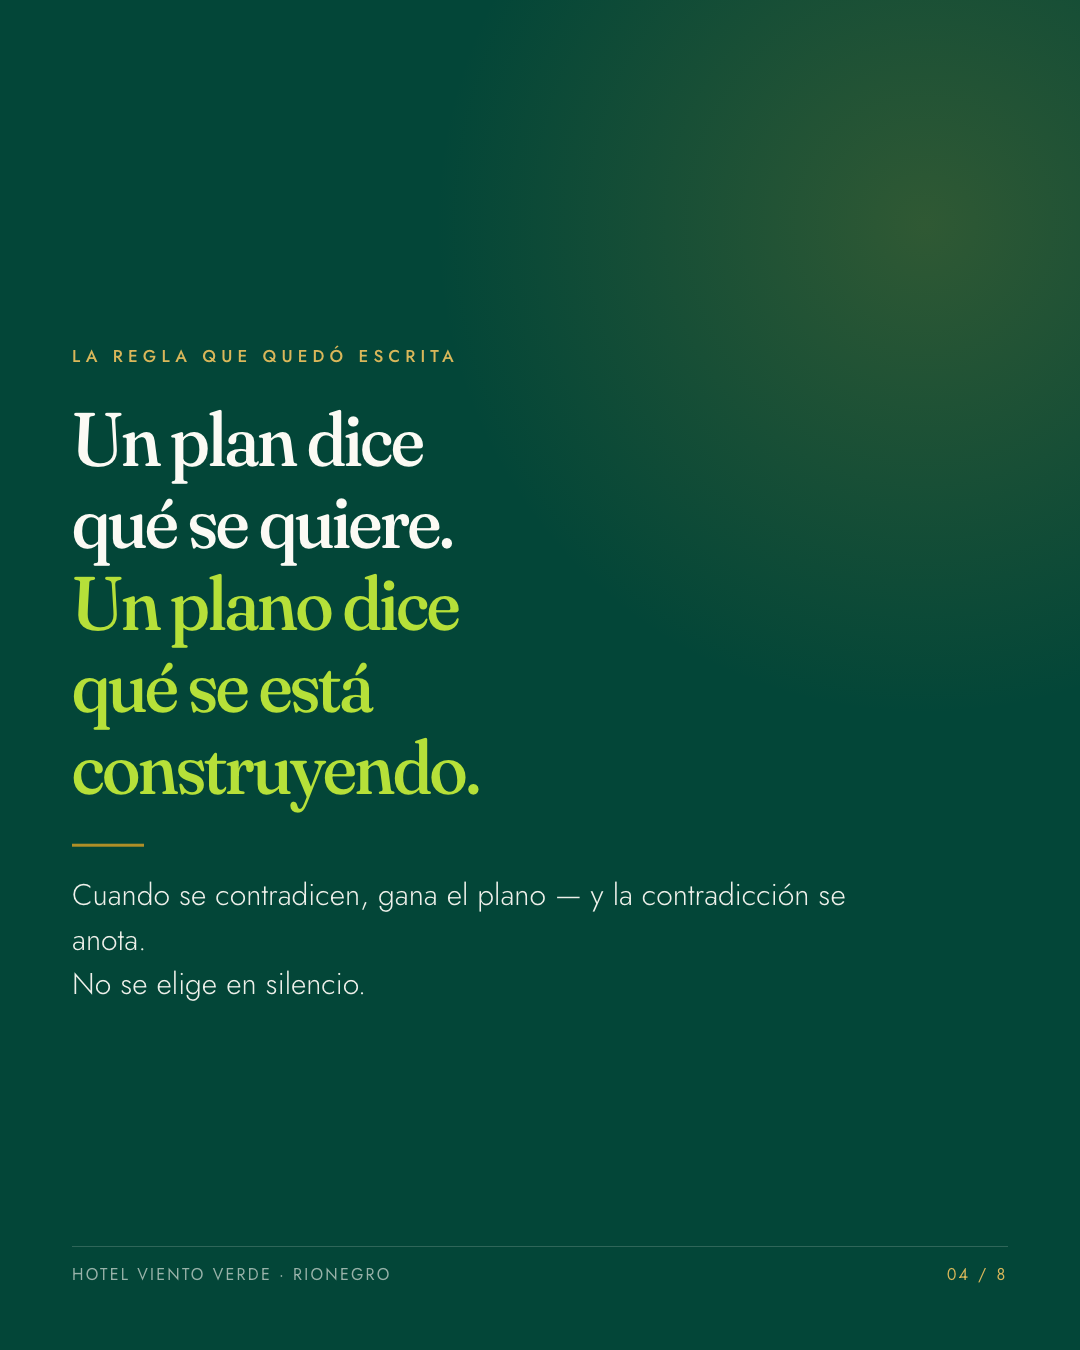 LA REGLA QUE QUEDÓ ESCRITA
Un plan dice
qué se quiere.
Un plano dice
qué se está
construyendo.
Cuando se contradicen, gana el plano — y la contradicción se
anota.
No se elige en silencio.
HOTEL VIENTO VERDE · RIONEGRO
04 / 8